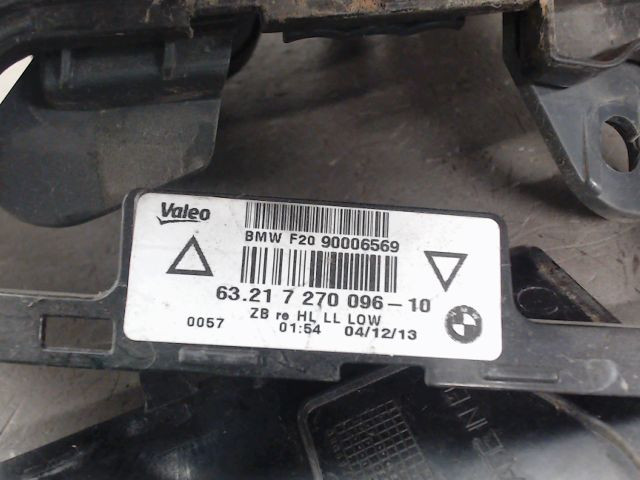 Valeo
BMW F20 90006569
63.21 7 270 096-10
ZB re HL LL LOW
0057 01:54 04/12/13